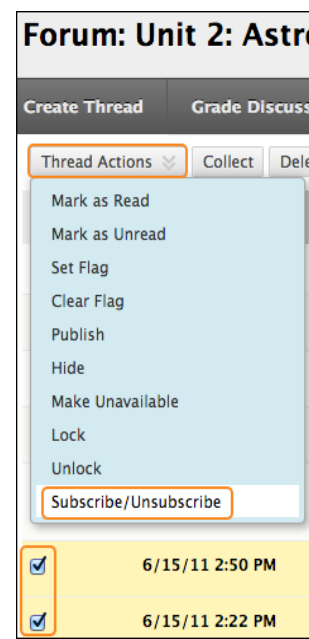 Forum: Unit 2: Astr
Create Thread Grade Discuss
Thread Actions Collect Dele
Mark as Read
Mark as Unread
Set Flag
Clear Flag
Publish
Hide
Make Unavailable
Lock
Unlock
Subscribe/Unsubscribe
6/15/11 2:50 PM
6/15/11 2:22 PM